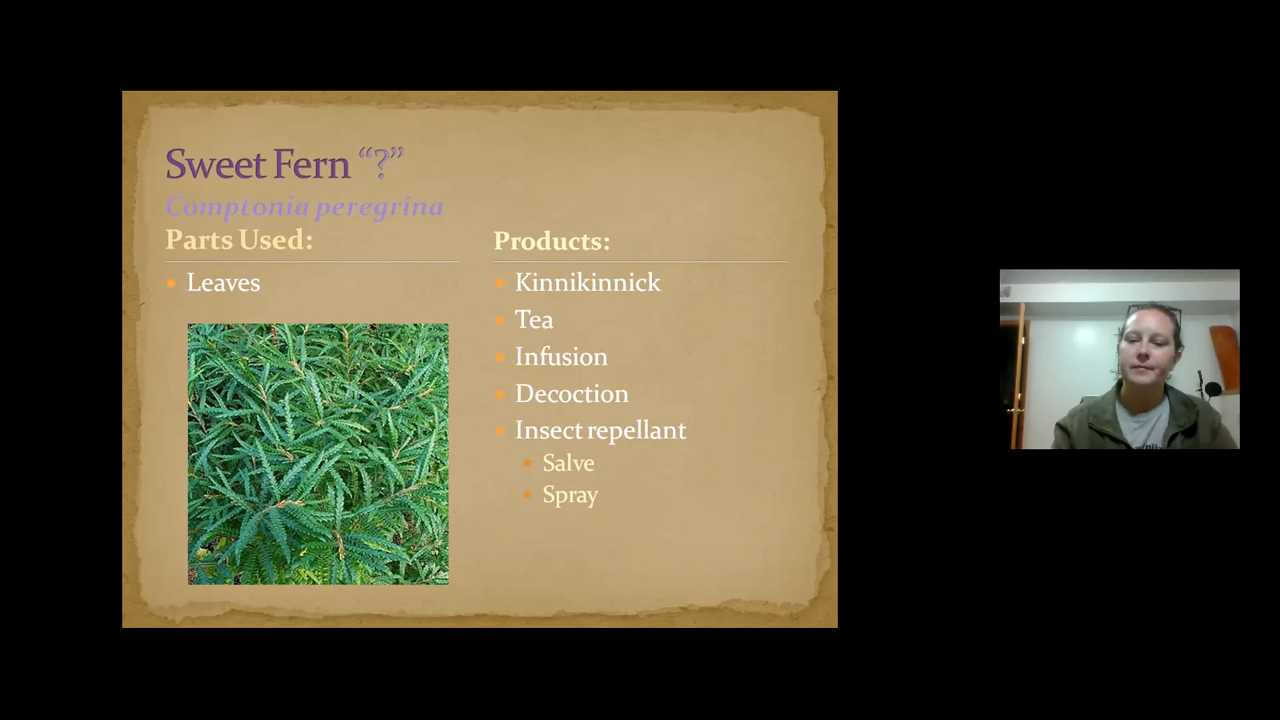 Sweet Fern “?”
Comptonia peregrina
Parts Used:
Leaves
Products:
Kinnikinnick
Tea
Infusion
Decoction
Insect repellant
Salve
Spray